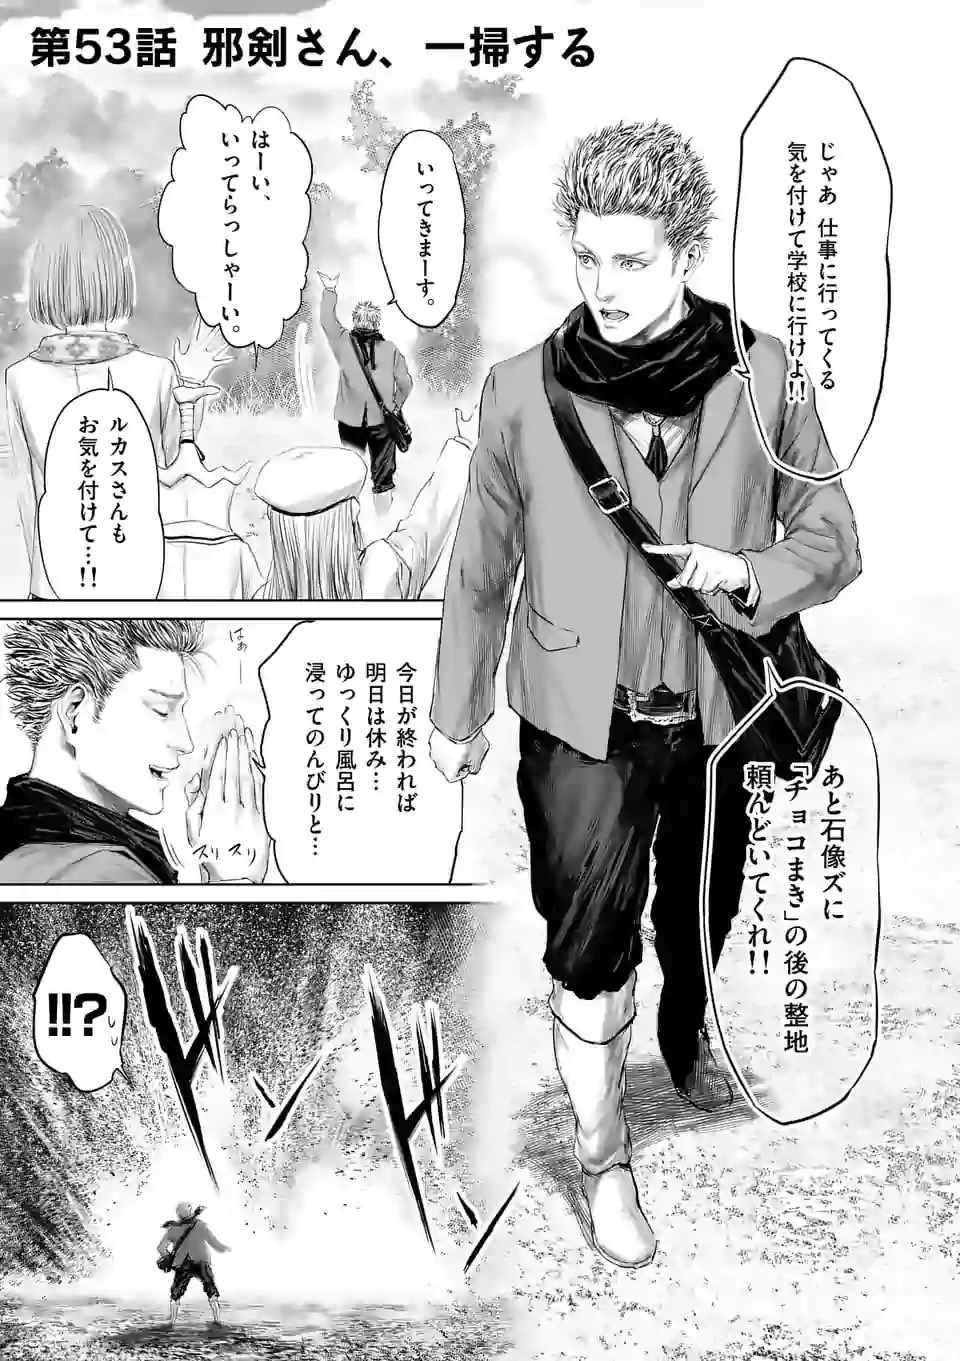 第53話 邪剣さん、一掃する
じゃあ 仕事に行ってくる
気を付けて学校に行けよ!!
あと石像ズに
「チョコまき」の後の整地
頼んどいてくれ!!
いってきまーす。
はーい、
いってらっしゃーい。
ルカスさんも
お気を付けて…!!
今日が終われば
明日は休み…
ゆっくり風呂に
浸ってのんびりと…
はぁ
スリスリ
ドンッ
ドンッ
!!?